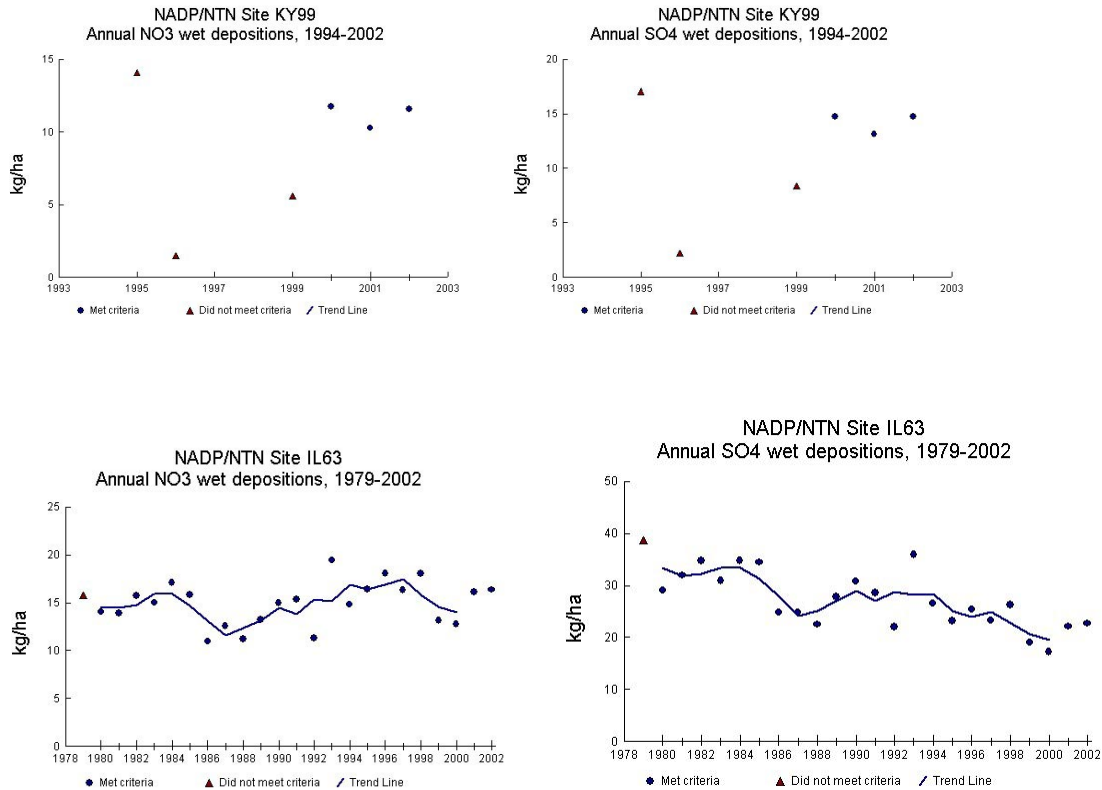 NADP/NTN Site KY99
Annual NO3 wet depositions, 1994-2002
kg/ha
15
10
5
0
1993 1995 1997 1999 2001 2003
Met criteria Did not meet criteria Trend Line
NADP/NTN Site KY99
Annual SO4 wet depositions, 1994-2002
kg/ha
20
15
10
5
0
1993 1995 1997 1999 2001 2003
Met criteria Did not meet criteria Trend Line
NADP/NTN Site IL63
Annual NO3 wet depositions, 1979-2002
kg/ha
25
20
15
10
5
0
1978 1980 1982 1984 1986 1988 1990 1992 1994 1996 1998 2000 2002
Met criteria Did not meet criteria Trend Line
NADP/NTN Site IL63
Annual SO4 wet depositions, 1979-2002
kg/ha
50
40
30
20
10
0
1978 1980 1982 1984 1986 1988 1990 1992 1994 1996 1998 2000 2002
Met criteria Did not meet criteria Trend Line